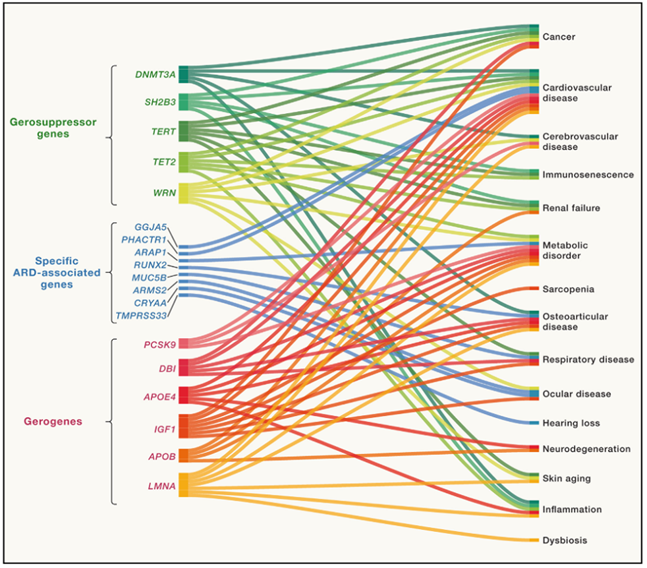 Gerosuppressor
genes
DNMT3A
SH2B3
TERT
TET2
WRN
Specific
ARD-associated
genes
GGJA5
PHACTR1
ARAP1
RUNX2
MUC5B
ARMS2
CRYAA
TMPRSS33
Gerogenes
PCSK9
DBI
APOE4
IGF1
APOB
LMNA
Cancer
Cardiovascular
disease
Cerebrovascular
disease
Immunosenescence
Renal failure
Metabolic
disorder
Sarcopenia
Osteoarticular
disease
Respiratory disease
Ocular disease
Hearing loss
Neurodegeneration
Skin aging
Inflammation
Dysbiosis